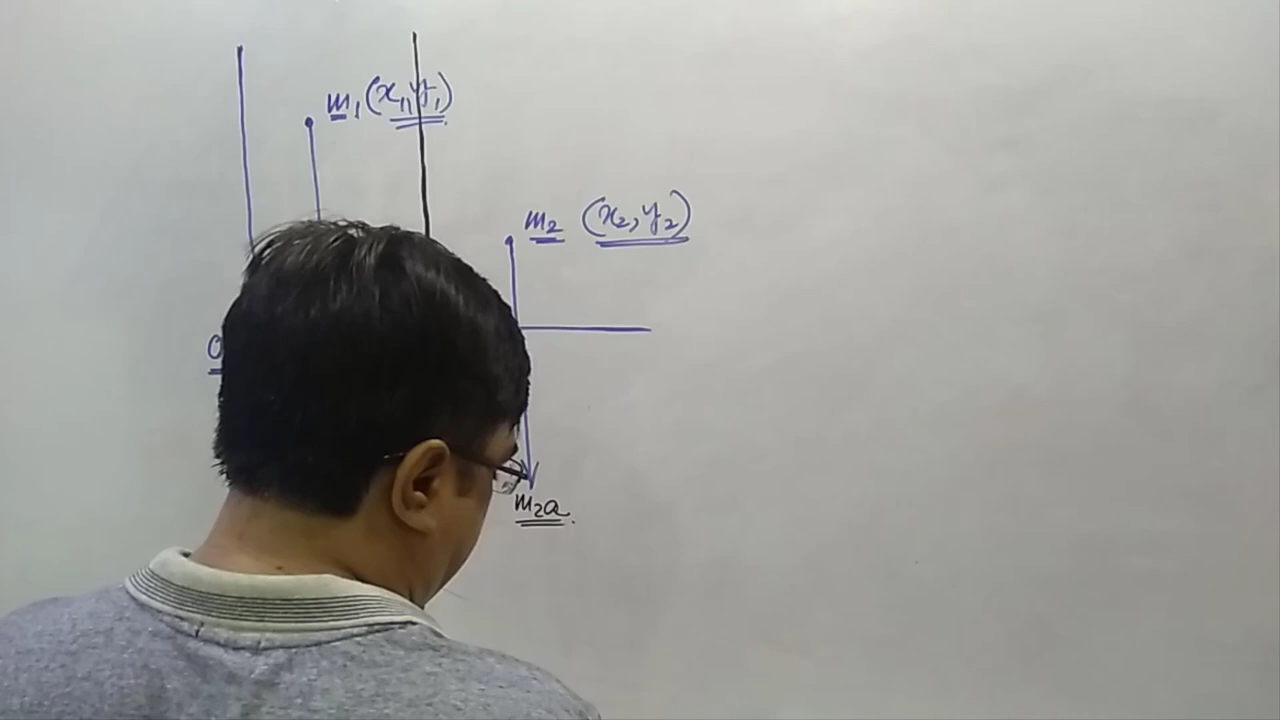 m₁ (x₁, y₁)
m₂ (x₂, y₂)
O
m₂a